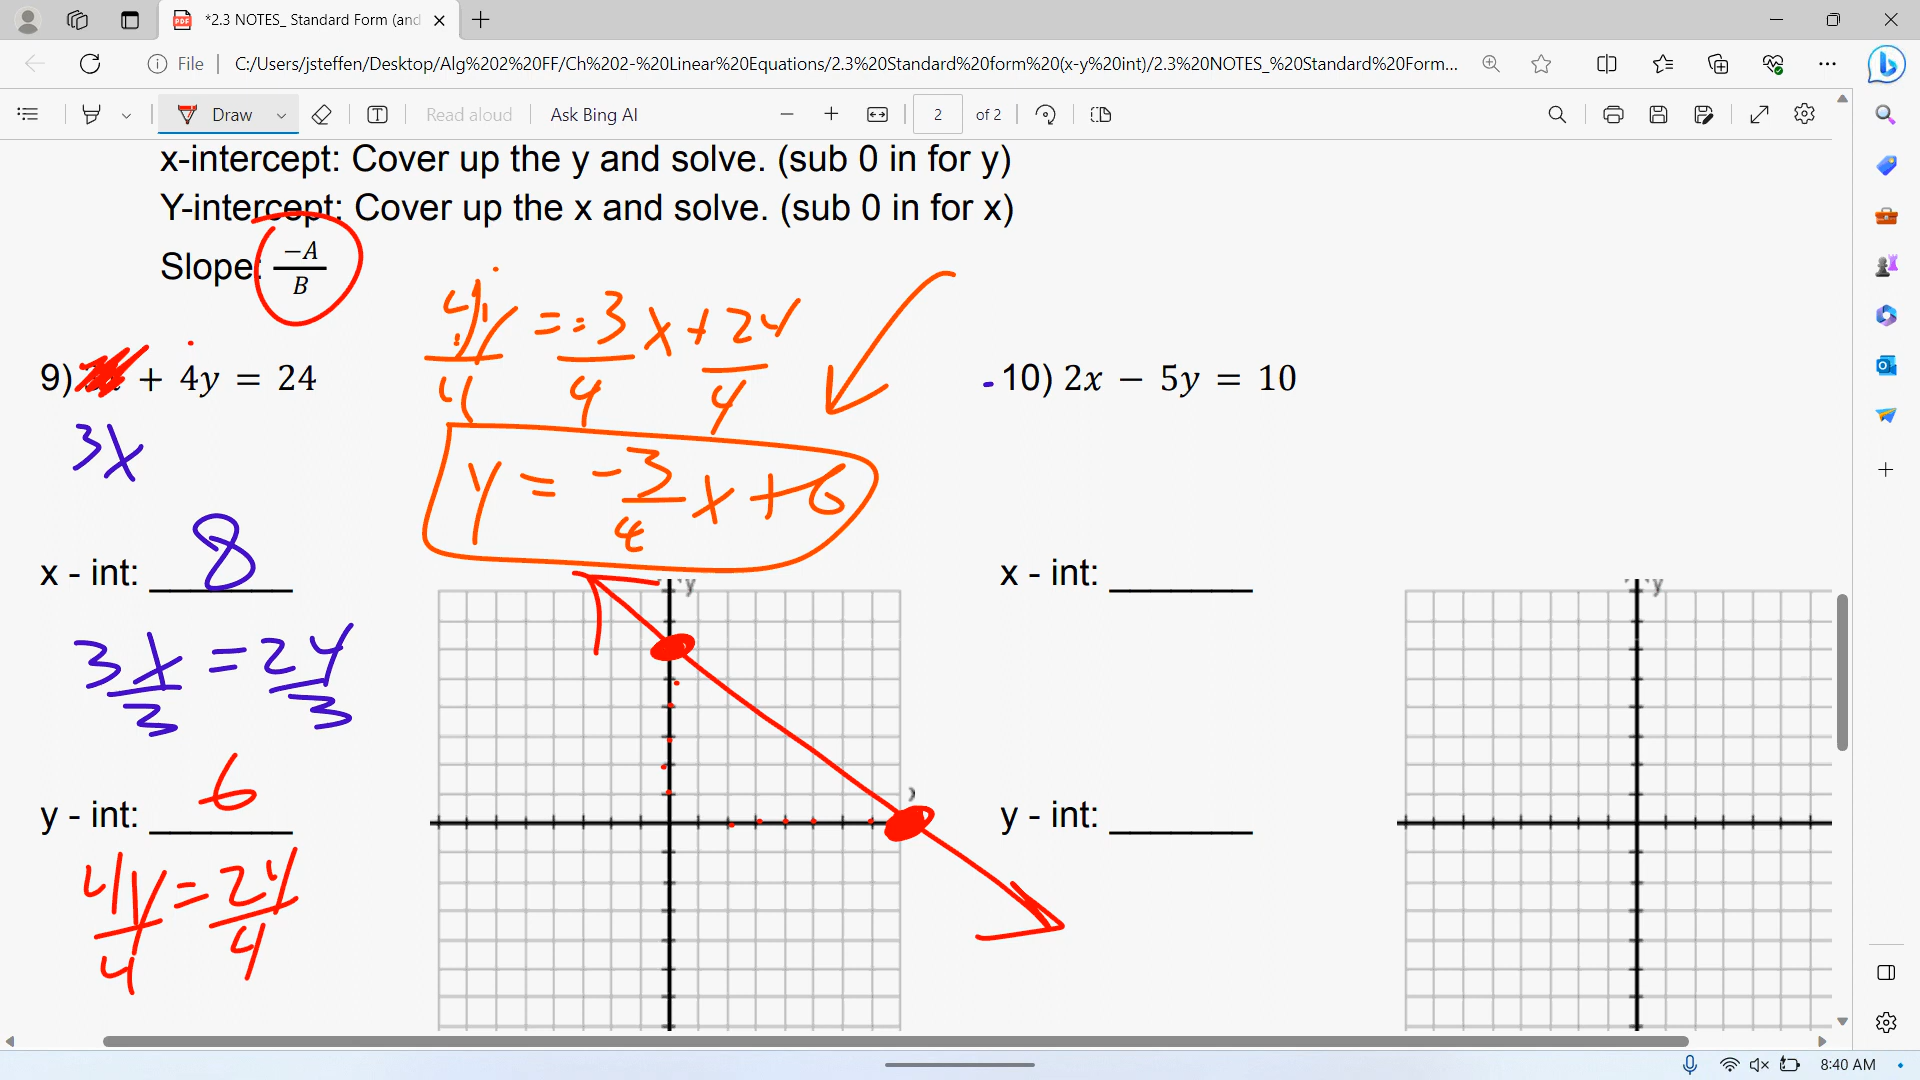 *2.3 NOTES_ Standard Form (and
File
C:/Users/jsteffen/Desktop/Alg%202%20FF/Ch%202-%20Linear%20Equations/2.3%20Standard%20form%20(x-y%20int)/2.3%20NOTES_%20Standard%20Form...
Draw
Read aloud
Ask Bing AI
2 of 2
x-intercept: Cover up the y and solve. (sub 0 in for y)
Y-intercept: Cover up the x and solve. (sub 0 in for x)
Slope: −A/B
4y/4 = -3/4 x + 24/4
y = -3/4 x + 6
9) + 4y = 24
3x
10) 2x − 5y = 10
x - int: 8
3x/3 = 24/3
y - int: 6
4y/4 = 24/4
y
x
x - int: _______
y - int: _______
y
8:40 AM